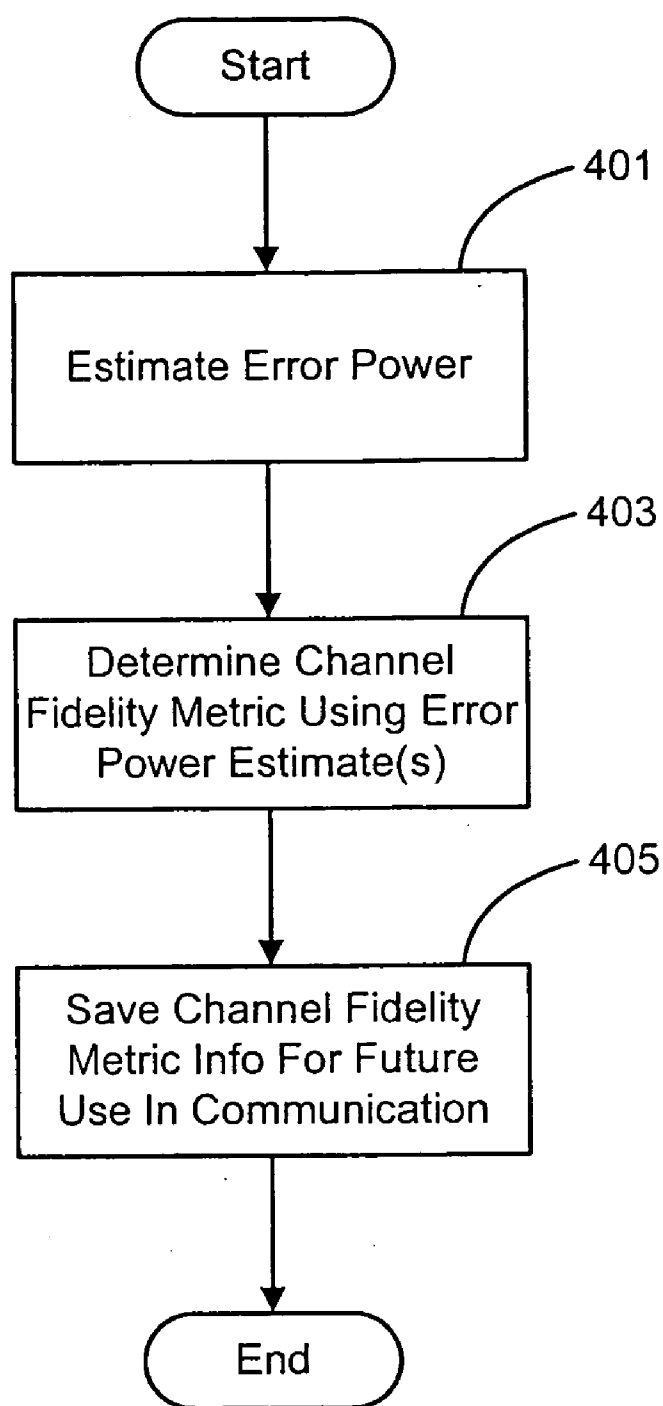 Start
401
Estimate Error Power
403
Determine Channel
Fidelity Metric Using Error
Power Estimate(s)
405
Save Channel Fidelity
Metric Info For Future
Use In Communication
End